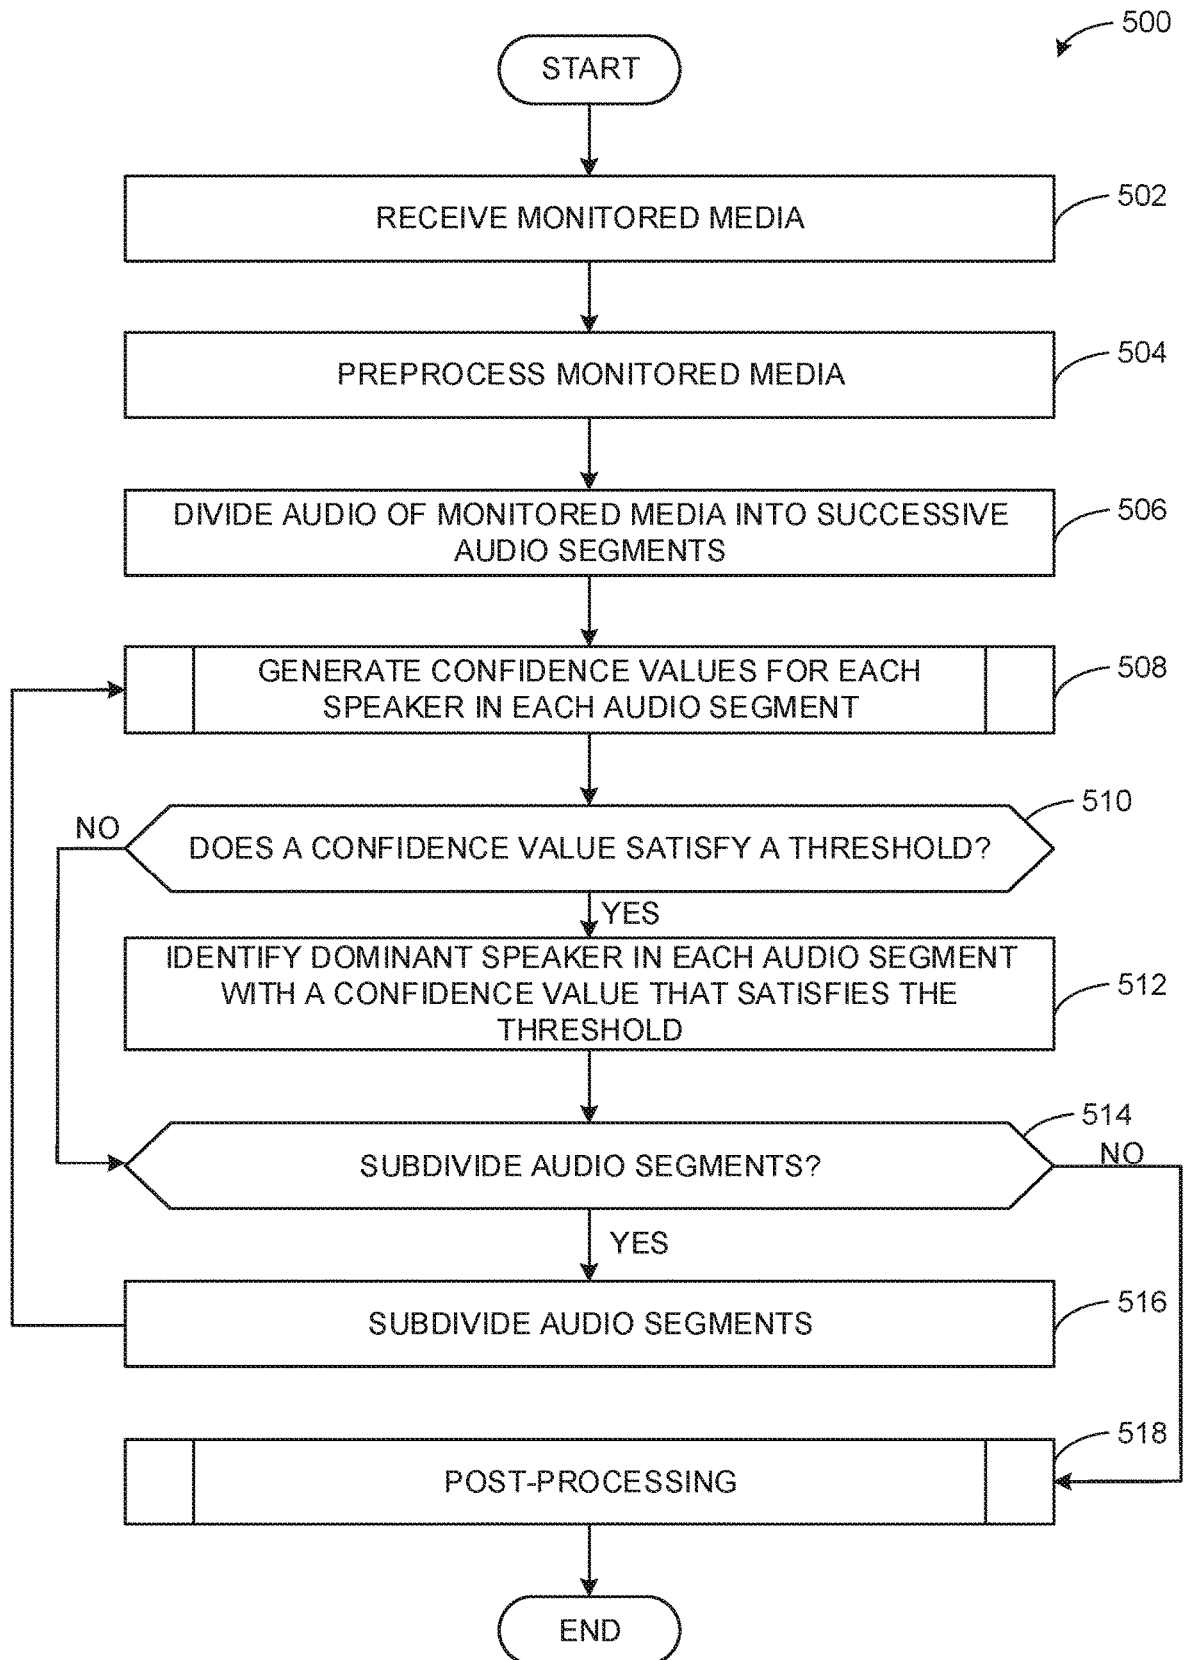 500
START
RECEIVE MONITORED MEDIA
502
PREPROCESS MONITORED MEDIA
504
DIVIDE AUDIO OF MONITORED MEDIA INTO SUCCESSIVE
AUDIO SEGMENTS
506
GENERATE CONFIDENCE VALUES FOR EACH
SPEAKER IN EACH AUDIO SEGMENT
508
NO
DOES A CONFIDENCE VALUE SATISFY A THRESHOLD?
510
YES
IDENTIFY DOMINANT SPEAKER IN EACH AUDIO SEGMENT
WITH A CONFIDENCE VALUE THAT SATISFIES THE
THRESHOLD
512
SUBDIVIDE AUDIO SEGMENTS?
514
NO
YES
SUBDIVIDE AUDIO SEGMENTS
516
POST-PROCESSING
518
END